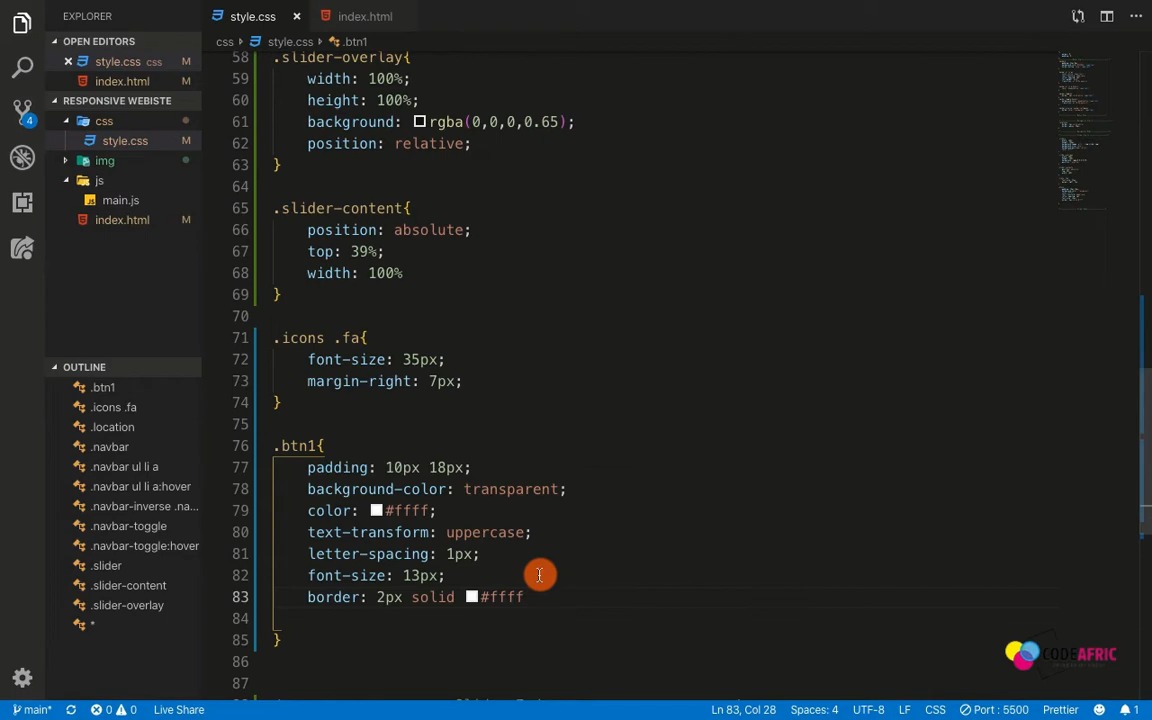 EXPLORER
style.css
index.html
OPEN EDITORS
css > style.css > .btn1
style.css css M
index.html M
RESPONSIVE WEBISTE
css
style.css M
img
js
main.js
index.html M
OUTLINE
.btn1
.icons .fa
.location
.navbar
.navbar ul li a
.navbar ul li a:hover
.navbar-inverse .na...
.navbar-toggle
.navbar-toggle:hover
.slider
.slider-content
.slider-overlay
*
4
58 .slider-overlay{
59 width: 100%;
60 height: 100%;
61 background: rgba(0,0,0,0.65);
62 position: relative;
63 }
64
65 .slider-content{
66 position: absolute;
67 top: 39%;
68 width: 100%
69 }
70
71 .icons .fa{
72 font-size: 35px;
73 margin-right: 7px;
74 }
75
76 .btn1{
77 padding: 10px 18px;
78 background-color: transparent;
79 color: #ffff;
80 text-transform: uppercase;
81 letter-spacing: 1px;
82 font-size: 13px;
83 border: 2px solid #ffff
84
85 }
86
87
CODEAFRIC
main* 0 0 Live Share Ln 83, Col 28 Spaces: 4 UTF-8 LF CSS Port : 5500 Prettier 1